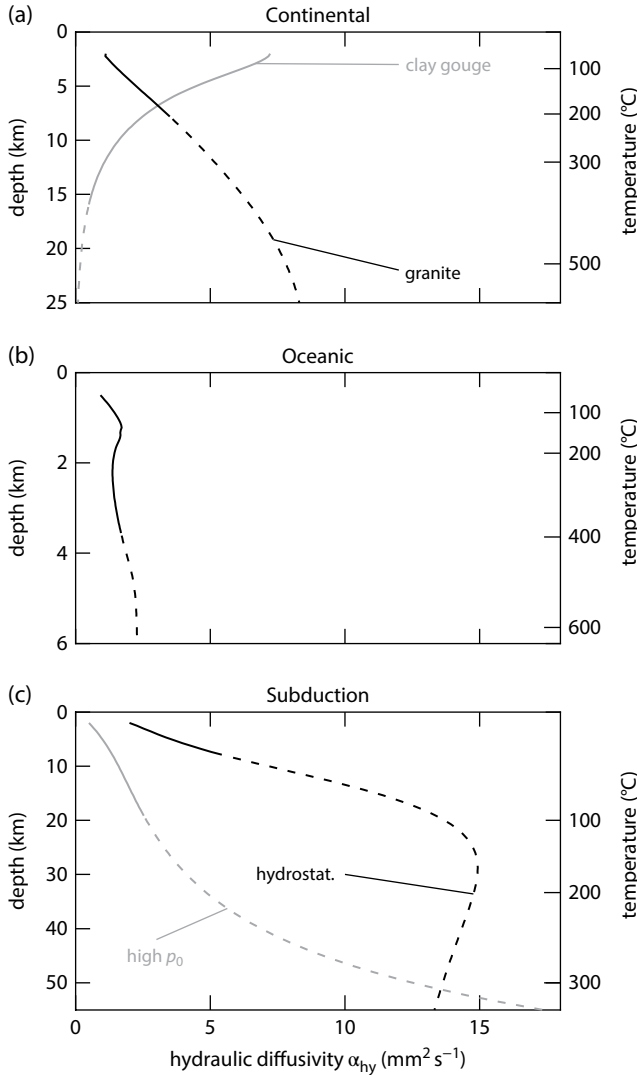 (a)
Continental
0
5
10
15
20
25
depth (km)
clay gouge
granite
100
200
300
500
temperature (°C)
(b)
Oceanic
0
2
4
6
depth (km)
100
200
400
600
temperature (°C)
(c)
Subduction
0
10
20
30
40
50
depth (km)
hydrostat.
high p₀
100
200
300
temperature (°C)
0 5 10 15
hydraulic diffusivity α_hy (mm² s⁻¹)